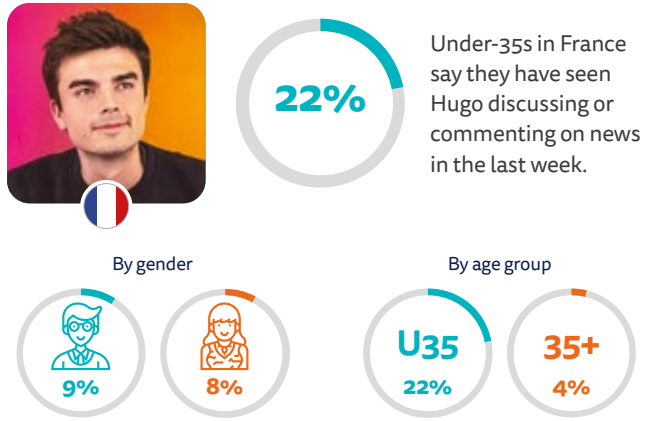 22%
Under-35s in France
say they have seen
Hugo discussing or
commenting on news
in the last week.
By gender
By age group
9%
8%
U35
22%
35+
4%